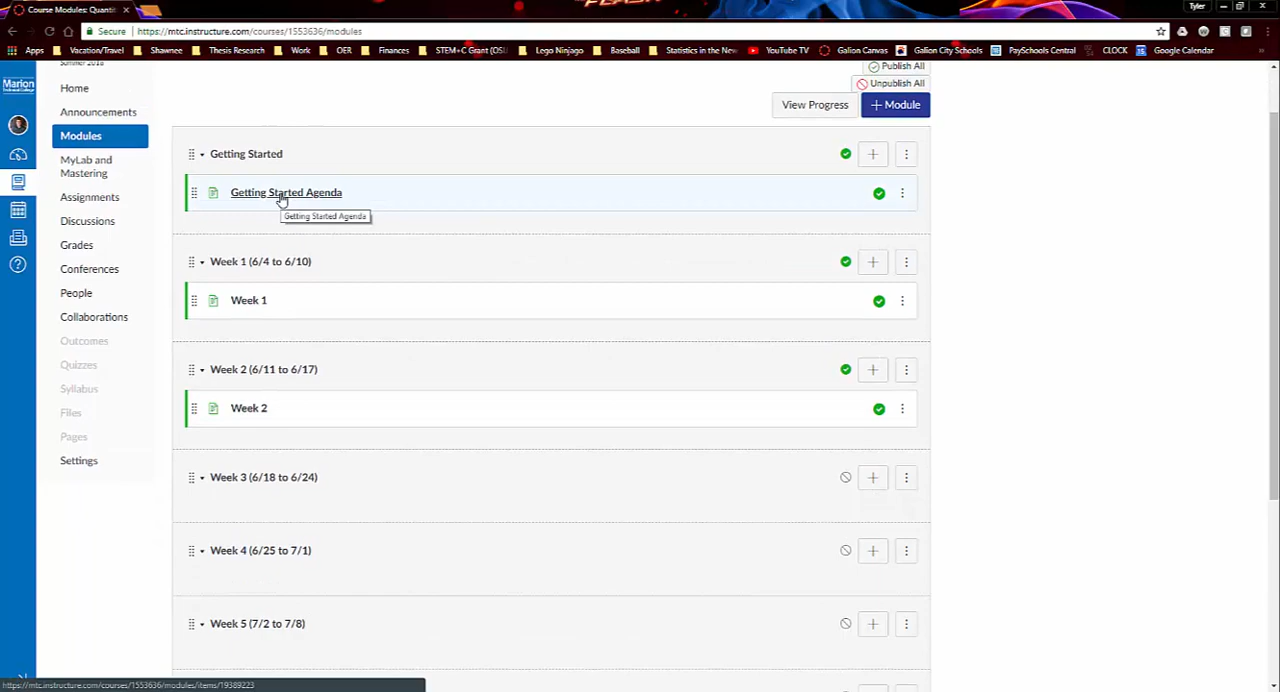 Course Modules: Quanti
Tyler
Secure
https://mtc.instructure.com/courses/1553636/modules
Apps
Vacation/Travel
Shawnee
Thesis Research
Work
OER
Finances
STEM+C Grant (OSU
Lego Ninjago
Baseball
Statistics in the New
YouTube TV
Galion Canvas
Galion City Schools
PaySchools Central
CLOCK
Google Calendar
Marion
Summer 2018
Home
Announcements
Modules
MyLab and
Mastering
Assignments
Discussions
Grades
Conferences
People
Collaborations
Outcomes
Quizzes
Syllabus
Files
Pages
Settings
Publish All
Unpublish All
View Progress
+ Module
Getting Started
Getting Started Agenda
Getting Started Agenda
Week 1 (6/4 to 6/10)
Week 1
Week 2 (6/11 to 6/17)
Week 2
Week 3 (6/18 to 6/24)
Week 4 (6/25 to 7/1)
Week 5 (7/2 to 7/8)
https://mtc.instructure.com/courses/1553636/modules/items/19389223